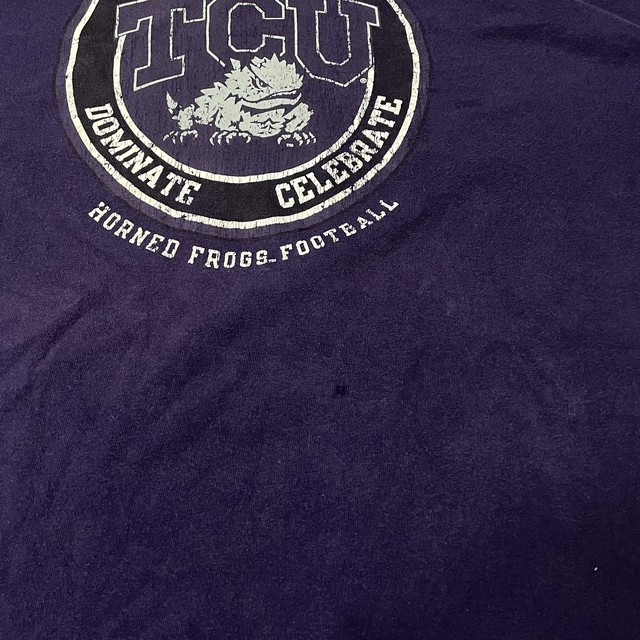 TCU
DOMINATE
CELEBRATE
HORNED FROGS FOOTBALL